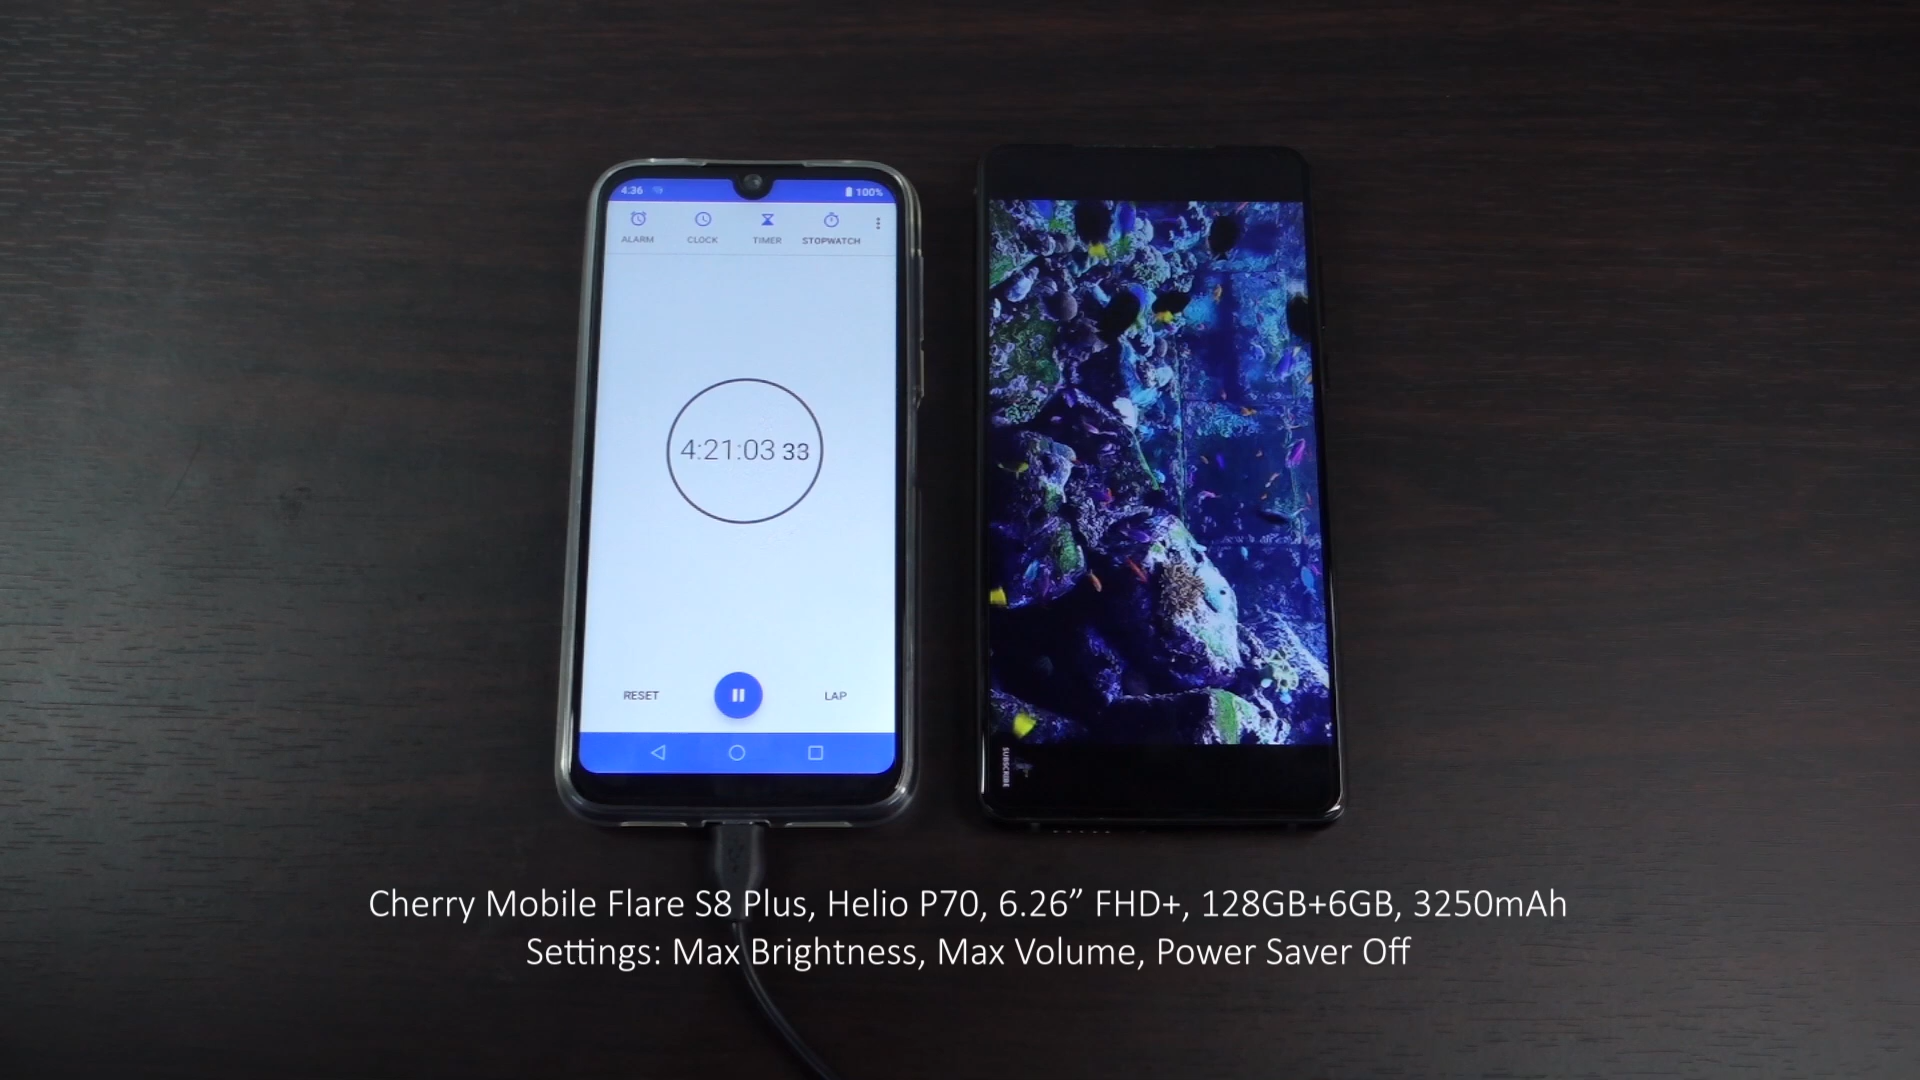 4:36 100%
ALARM CLOCK TIMER STOPWATCH
4:21:03 33
RESET LAP
SUBSCRIBE
Cherry Mobile Flare S8 Plus, Helio P70, 6.26” FHD+, 128GB+6GB, 3250mAh
Settings: Max Brightness, Max Volume, Power Saver Off